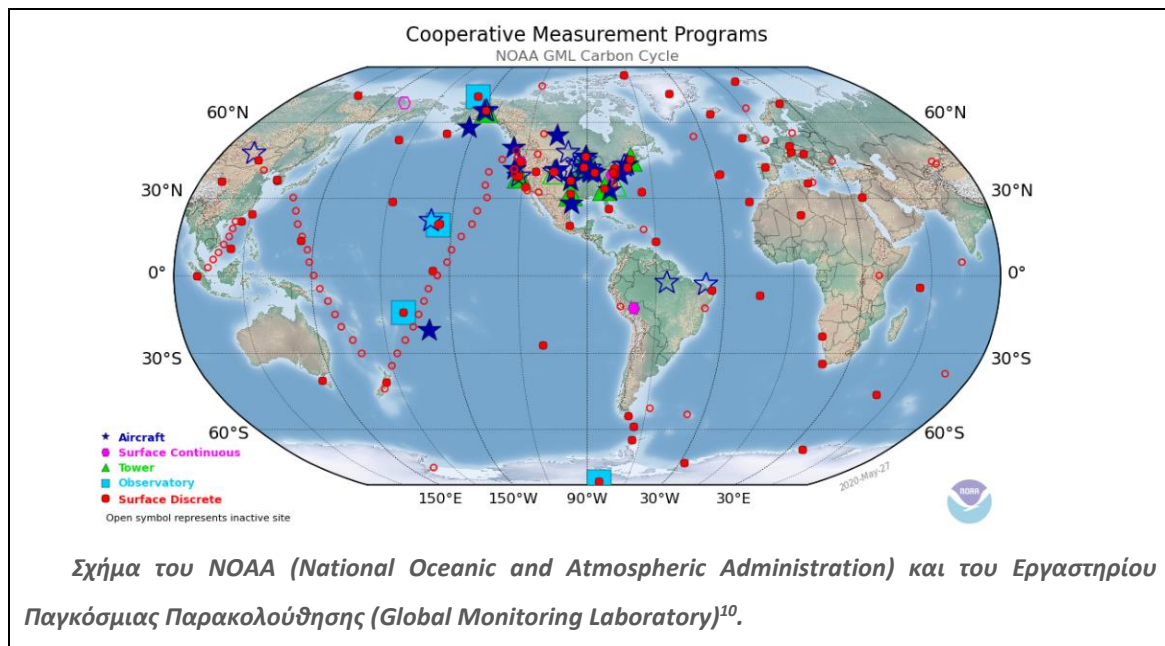 Cooperative Measurement Programs
NOAA GML Carbon Cycle
60°N
60°N
30°N
30°N
0°
0°
30°S
30°S
60°S
60°S
150°E
150°W
90°W
30°W
30°E
Aircraft
Surface Continuous
Tower
Observatory
Surface Discrete
Open symbol represents inactive site
2020-May-27
NOAA
Σχήμα του NOAA (National Oceanic and Atmospheric Administration) και του Εργαστηρίου
Παγκόσμιας Παρακολούθησης (Global Monitoring Laboratory)¹⁰.